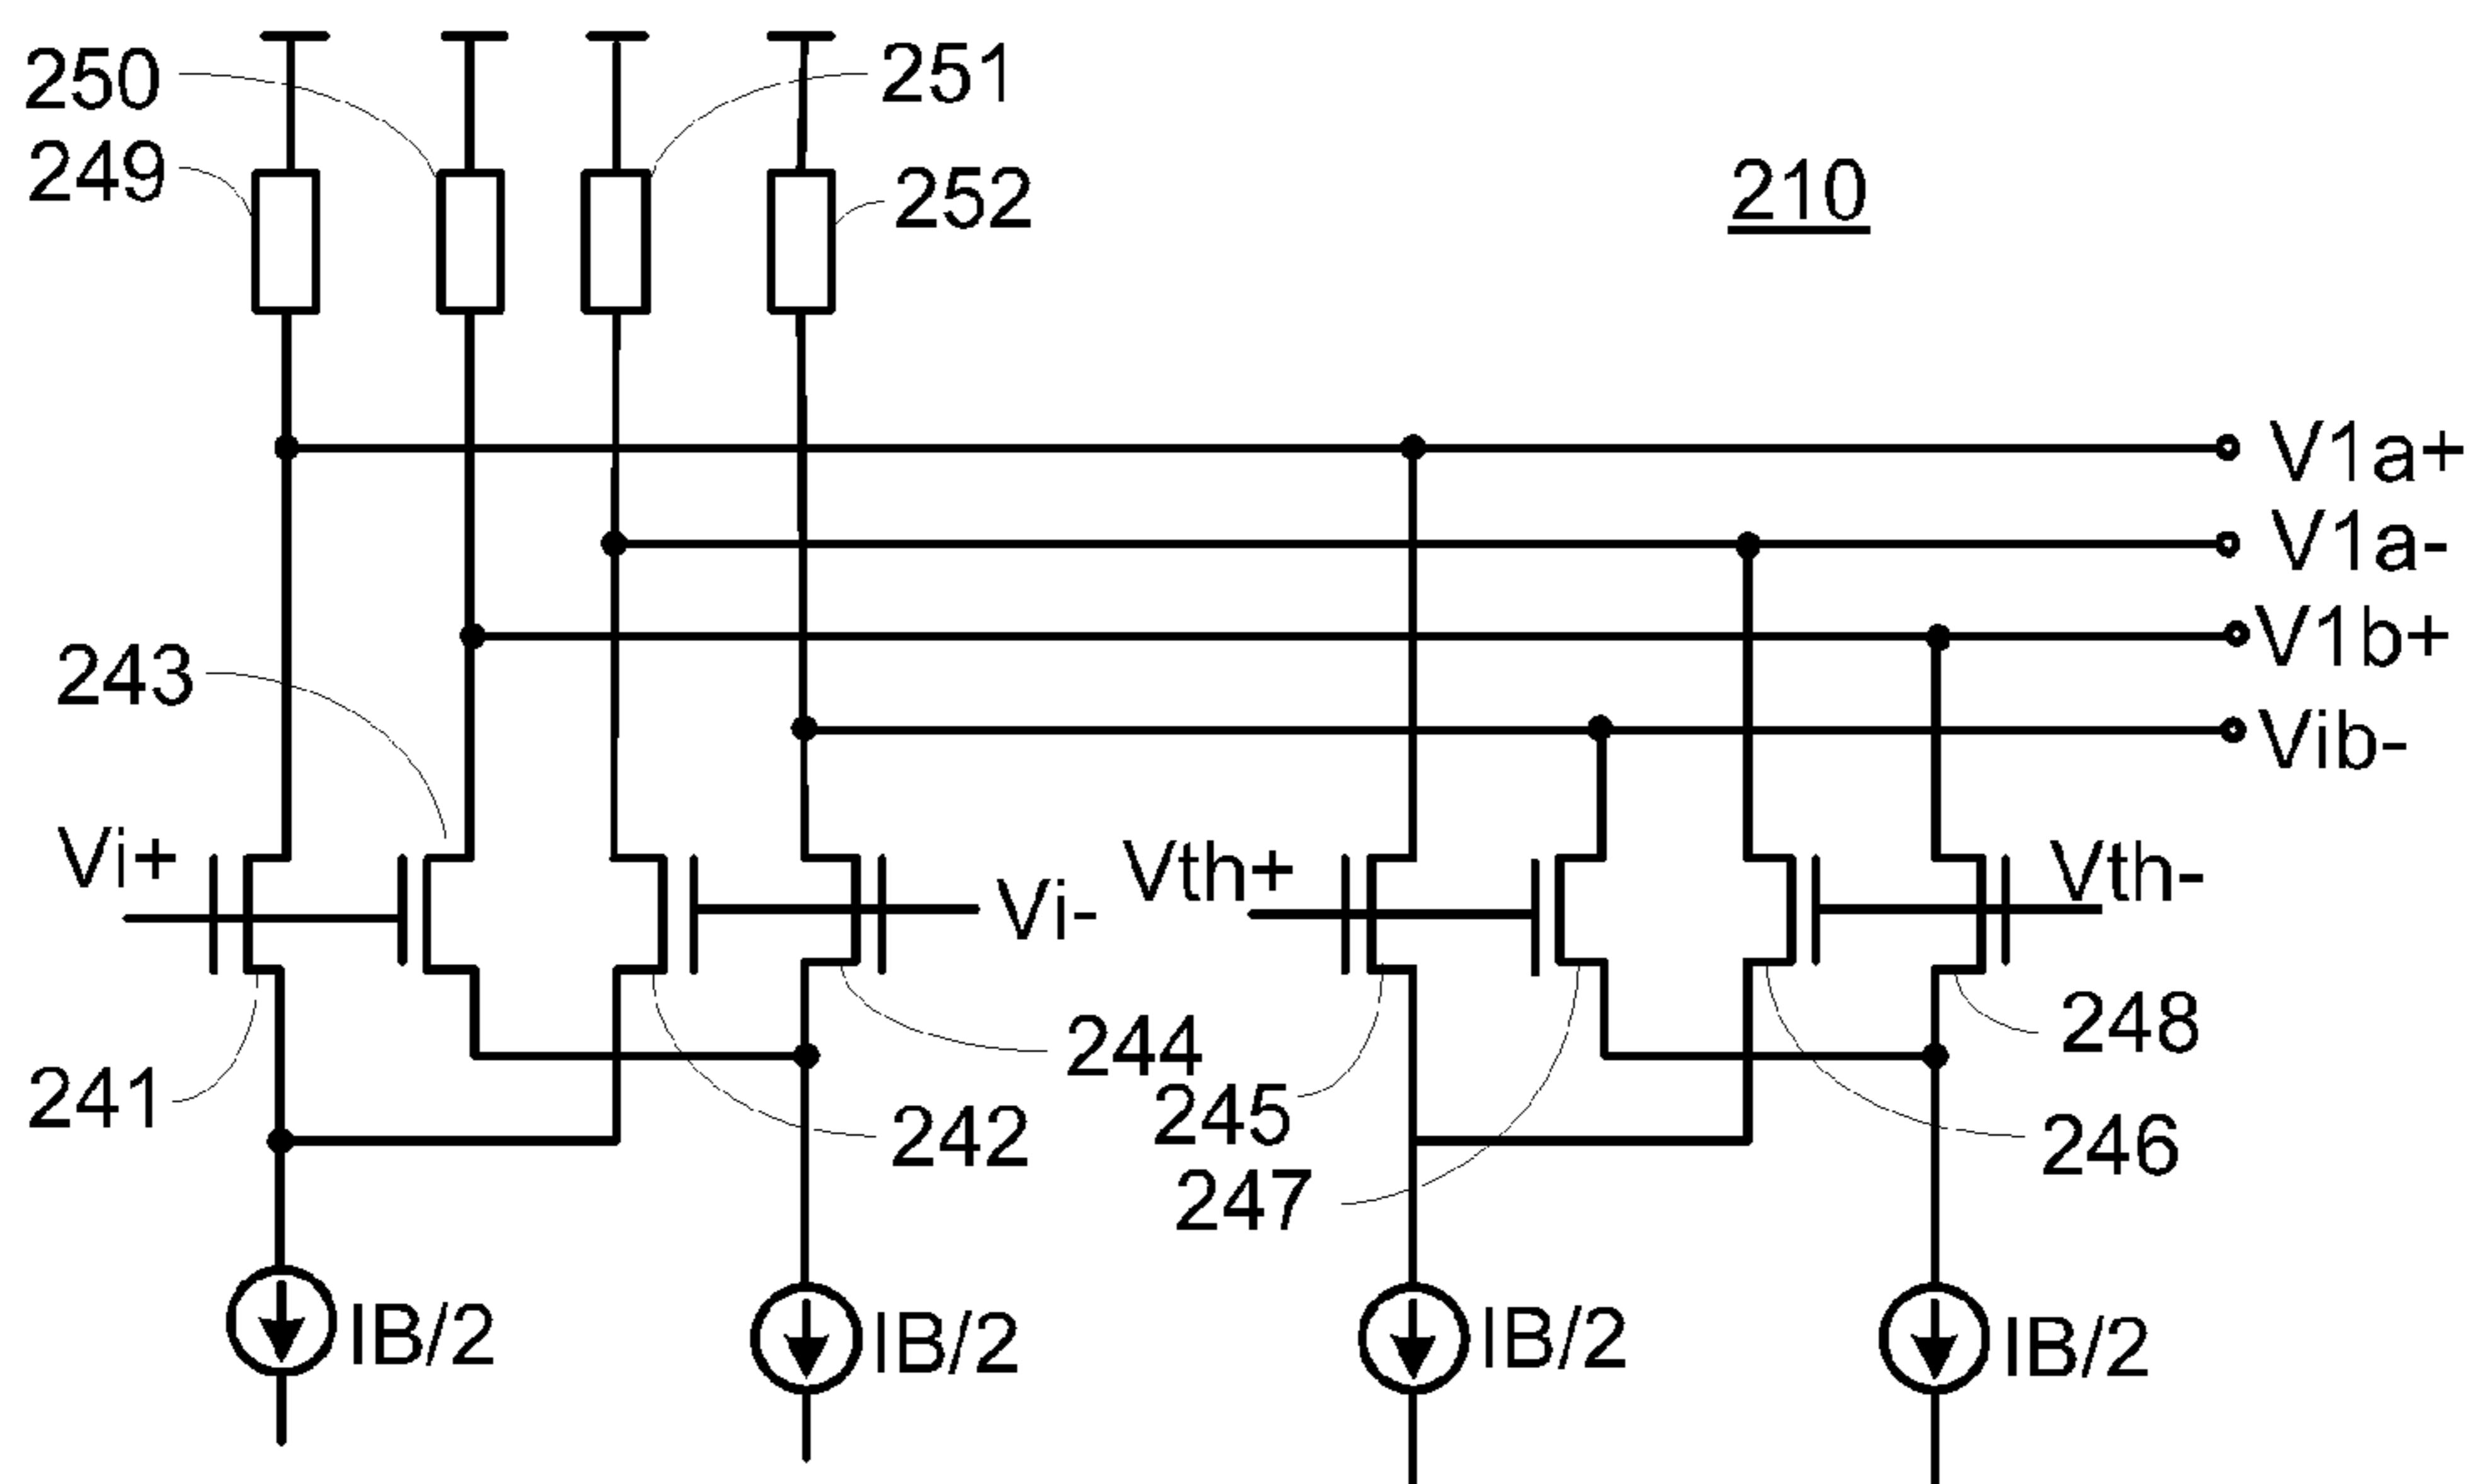 250
251
249
252
210
V1a+
V1a-
V1b+
243
Vib-
Vi+
Vi-
Vth+
Vth-
244
248
241
242
245
246
247
IB/2
IB/2
IB/2
IB/2